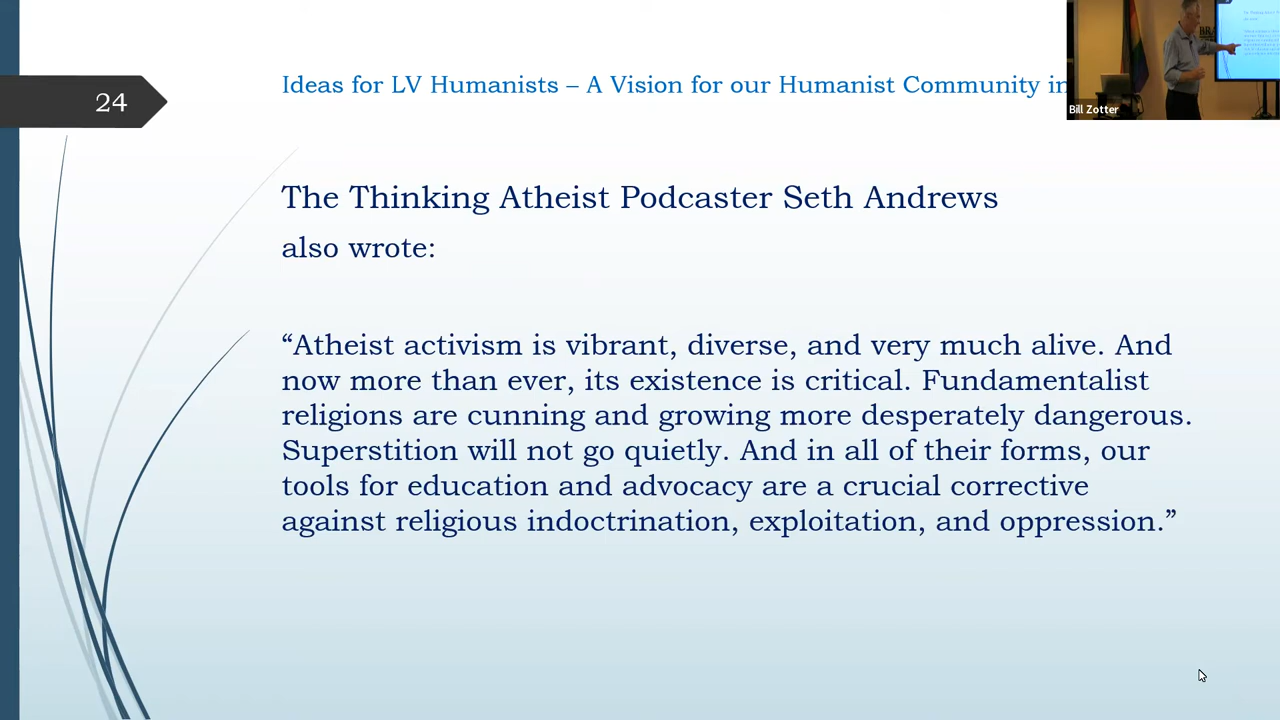 24
Ideas for LV Humanists – A Vision for our Humanist Community in
Bill Zotter
The Thinking Atheist Podcaster Seth Andrews
also wrote:
“Atheist activism is vibrant, diverse, and very much alive. And
now more than ever, its existence is critical. Fundamentalist
religions are cunning and growing more desperately dangerous.
Superstition will not go quietly. And in all of their forms, our
tools for education and advocacy are a crucial corrective
against religious indoctrination, exploitation, and oppression.”